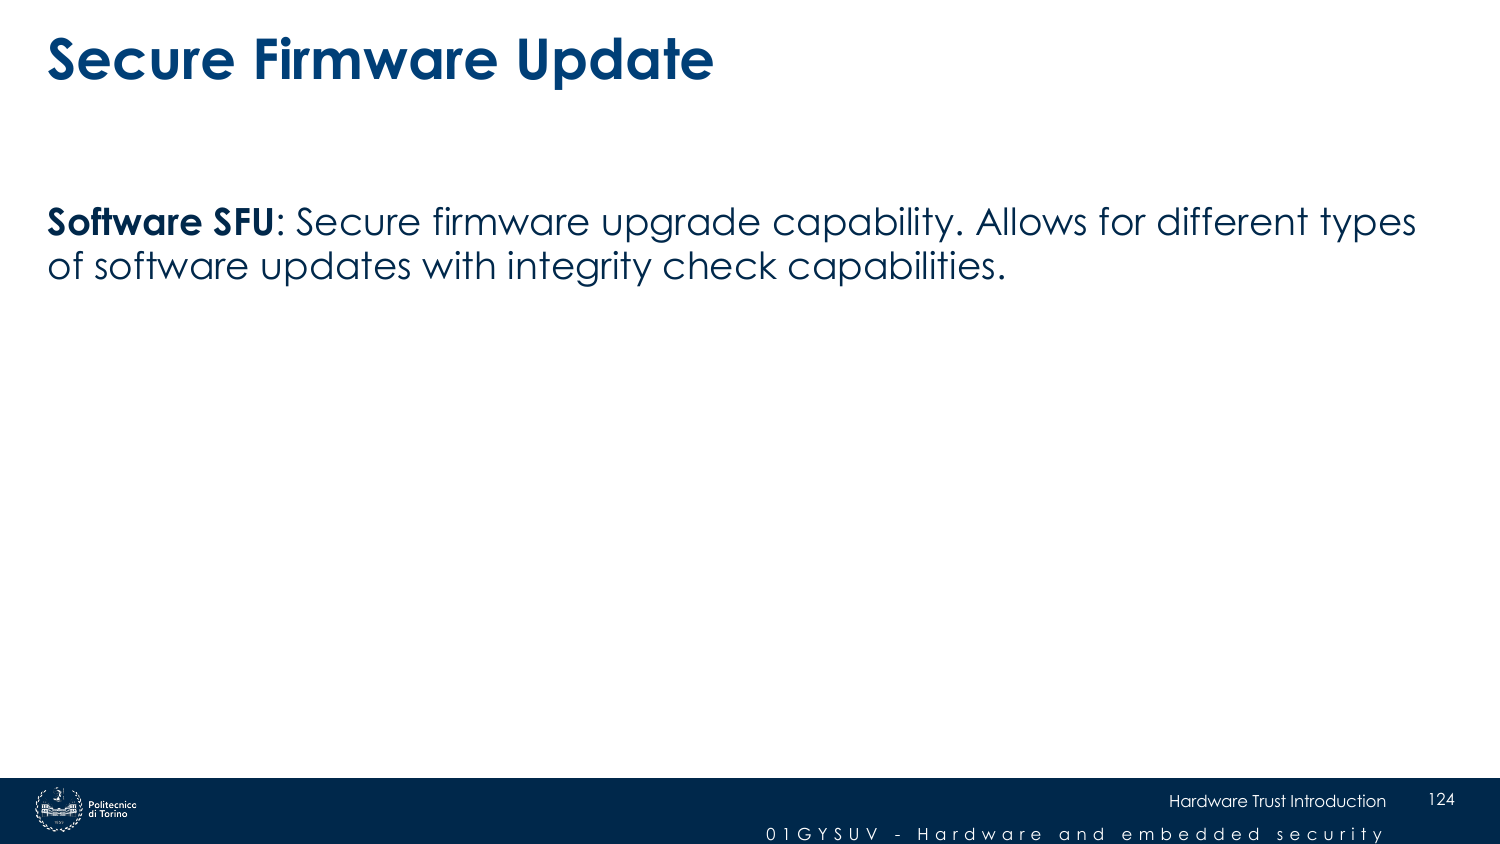 Secure Firmware Update
Software SFU: Secure firmware upgrade capability. Allows for different types
of software updates with integrity check capabilities.
Politecnico
di Torino
Hardware Trust Introduction
124
01GYSUV - Hardware and embedded security